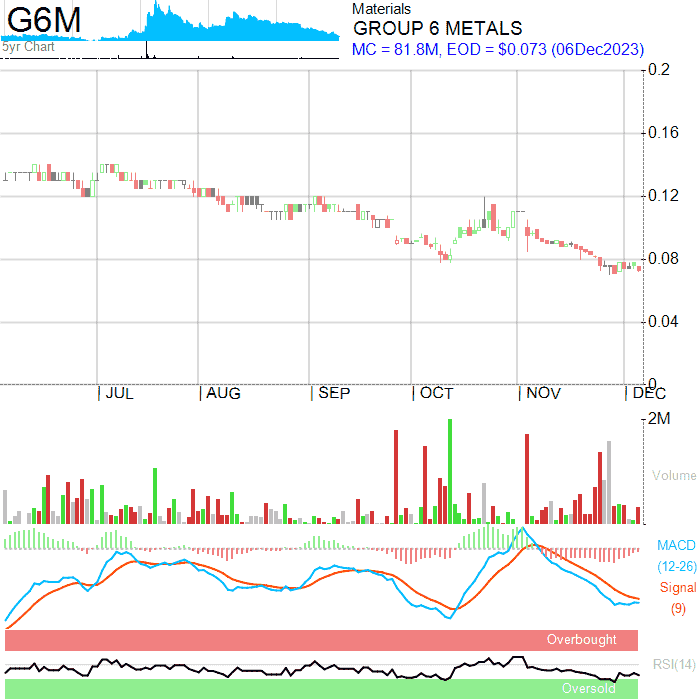 G6M
5yr Chart
Materials
GROUP 6 METALS
MC = 81.8M, EOD = $0.073 (06Dec2023)
0.2
0.16
0.12
0.08
0.04
0
JUL AUG SEP OCT NOV DEC
2M
Volume
MACD
(12-26)
Signal
(9)
Overbought
RSI(14)
Oversold